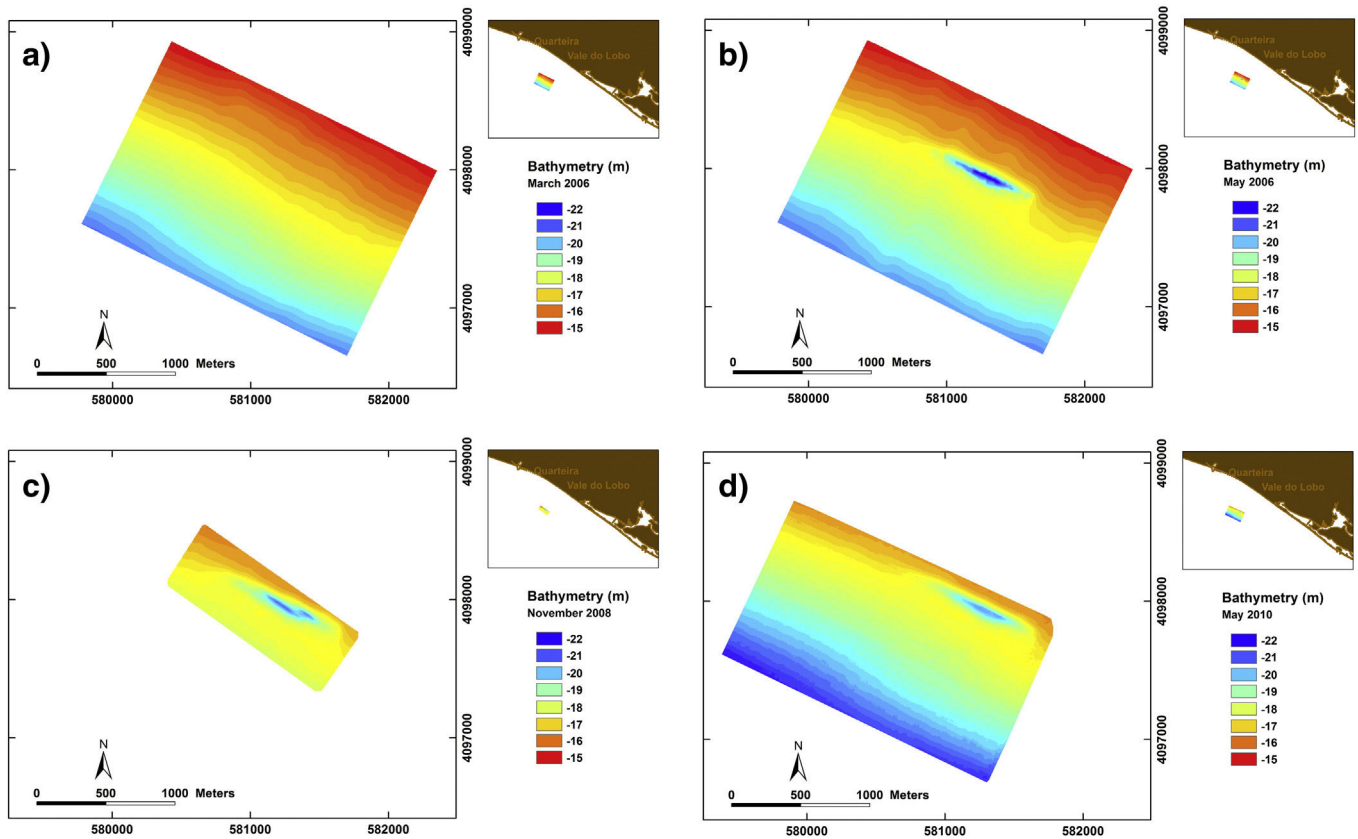 a)
4099000
4098000
4097000
580000
581000
582000
N
0 500 1000 Meters
Quarteira
Vale do Lobo
Bathymetry (m)
March 2006
-22
-21
-20
-19
-18
-17
-16
-15
b)
4099000
4098000
4097000
580000
581000
582000
N
0 500 1000 Meters
Quarteira
Vale do Lobo
Bathymetry (m)
May 2006
-22
-21
-20
-19
-18
-17
-16
-15
c)
4099000
4098000
4097000
580000
581000
582000
N
0 500 1000 Meters
Quarteira
Vale do Lobo
Bathymetry (m)
November 2008
-22
-21
-20
-19
-18
-17
-16
-15
d)
4099000
4098000
4097000
580000
581000
582000
N
0 500 1000 Meters
Quarteira
Vale do Lobo
Bathymetry (m)
May 2010
-22
-21
-20
-19
-18
-17
-16
-15